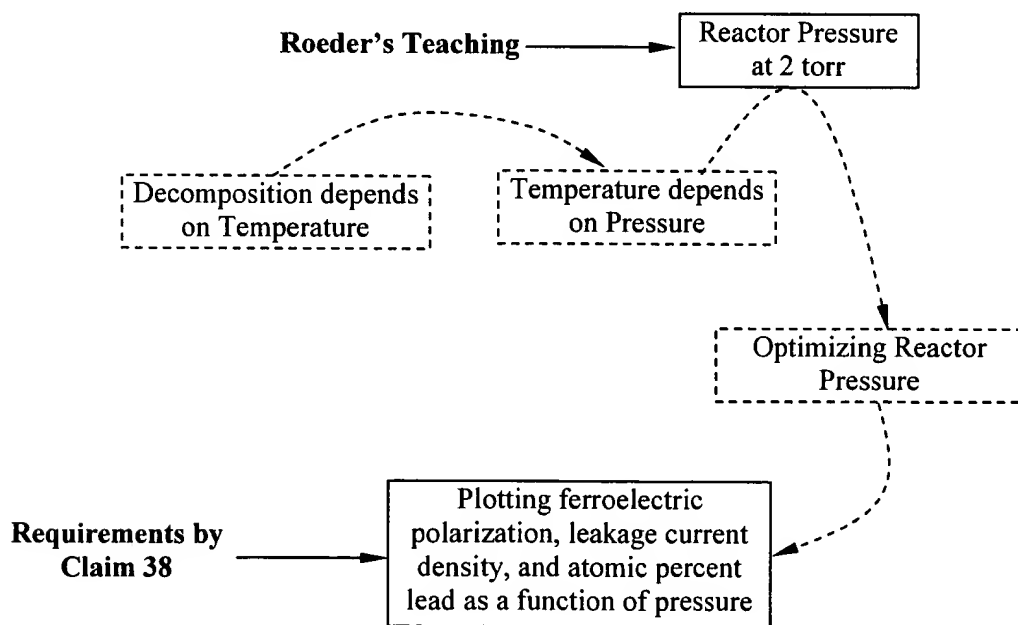 Roeder's Teaching
Reactor Pressure
at 2 torr
Decomposition depends
on Temperature
Temperature depends
on Pressure
Optimizing Reactor
Pressure
Requirements by
Claim 38
Plotting ferroelectric
polarization, leakage current
density, and atomic percent
lead as a function of pressure